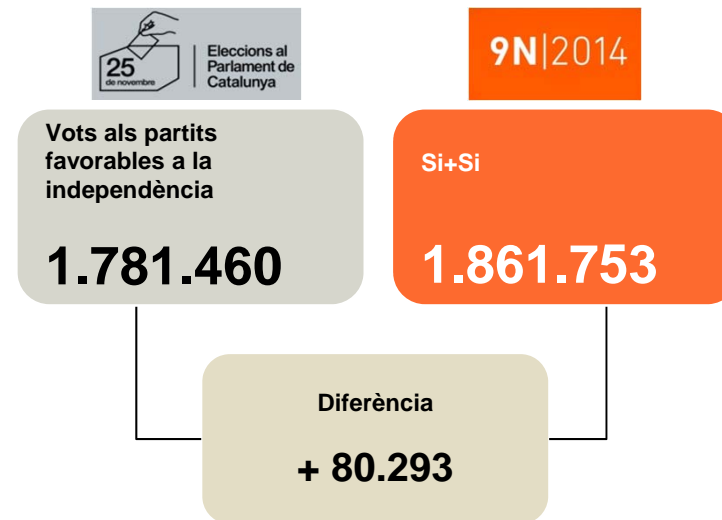 25
de novembre
Eleccions al
Parlament de
Catalunya
9N|2014
Vots als partits
favorables a la
independència
1.781.460
Si+Si
1.861.753
Diferència
+ 80.293